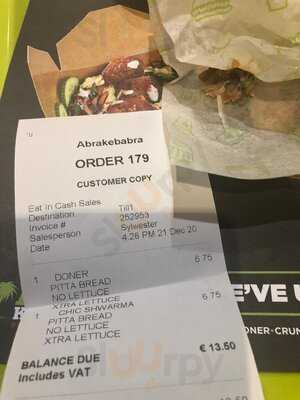 Abrakebabra
ORDER 179
CUSTOMER COPY
Eat In Cash Sales
Destination Till1
Invoice # 252953
Salesperson Sylwester
Date 4:26 PM 21 Dec 20
1 DONER 6.75
PITTA BREAD
NO LETTUCE
XTRA LETTUCE
1 CHIC SHWARMA 6.75
PITTA BREAD
NO LETTUCE
XTRA LETTUCE
BALANCE DUE € 13.50
Includes VAT
E'VE U
DONER-CRUN